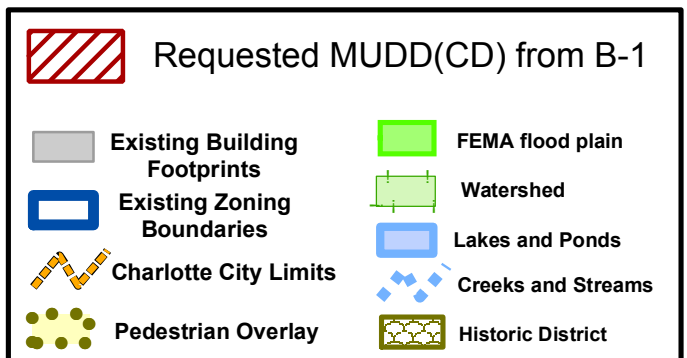 Requested MUDD(CD) from B-1
Existing Building
Footprints
Existing Zoning
Boundaries
Charlotte City Limits
Pedestrian Overlay
FEMA flood plain
Watershed
Lakes and Ponds
Creeks and Streams
Historic District